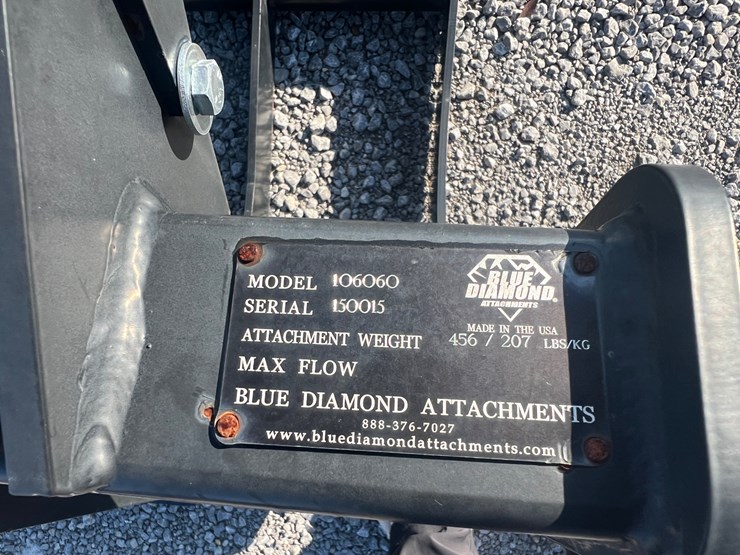 MODEL 106060
SERIAL 150015
BLUE
DIAMOND®
ATTACHMENTS
MADE IN THE USA
ATTACHMENT WEIGHT 456 / 207 LBS/KG
MAX FLOW
BLUE DIAMOND ATTACHMENTS
888-376-7027
www.bluediamondattachments.com